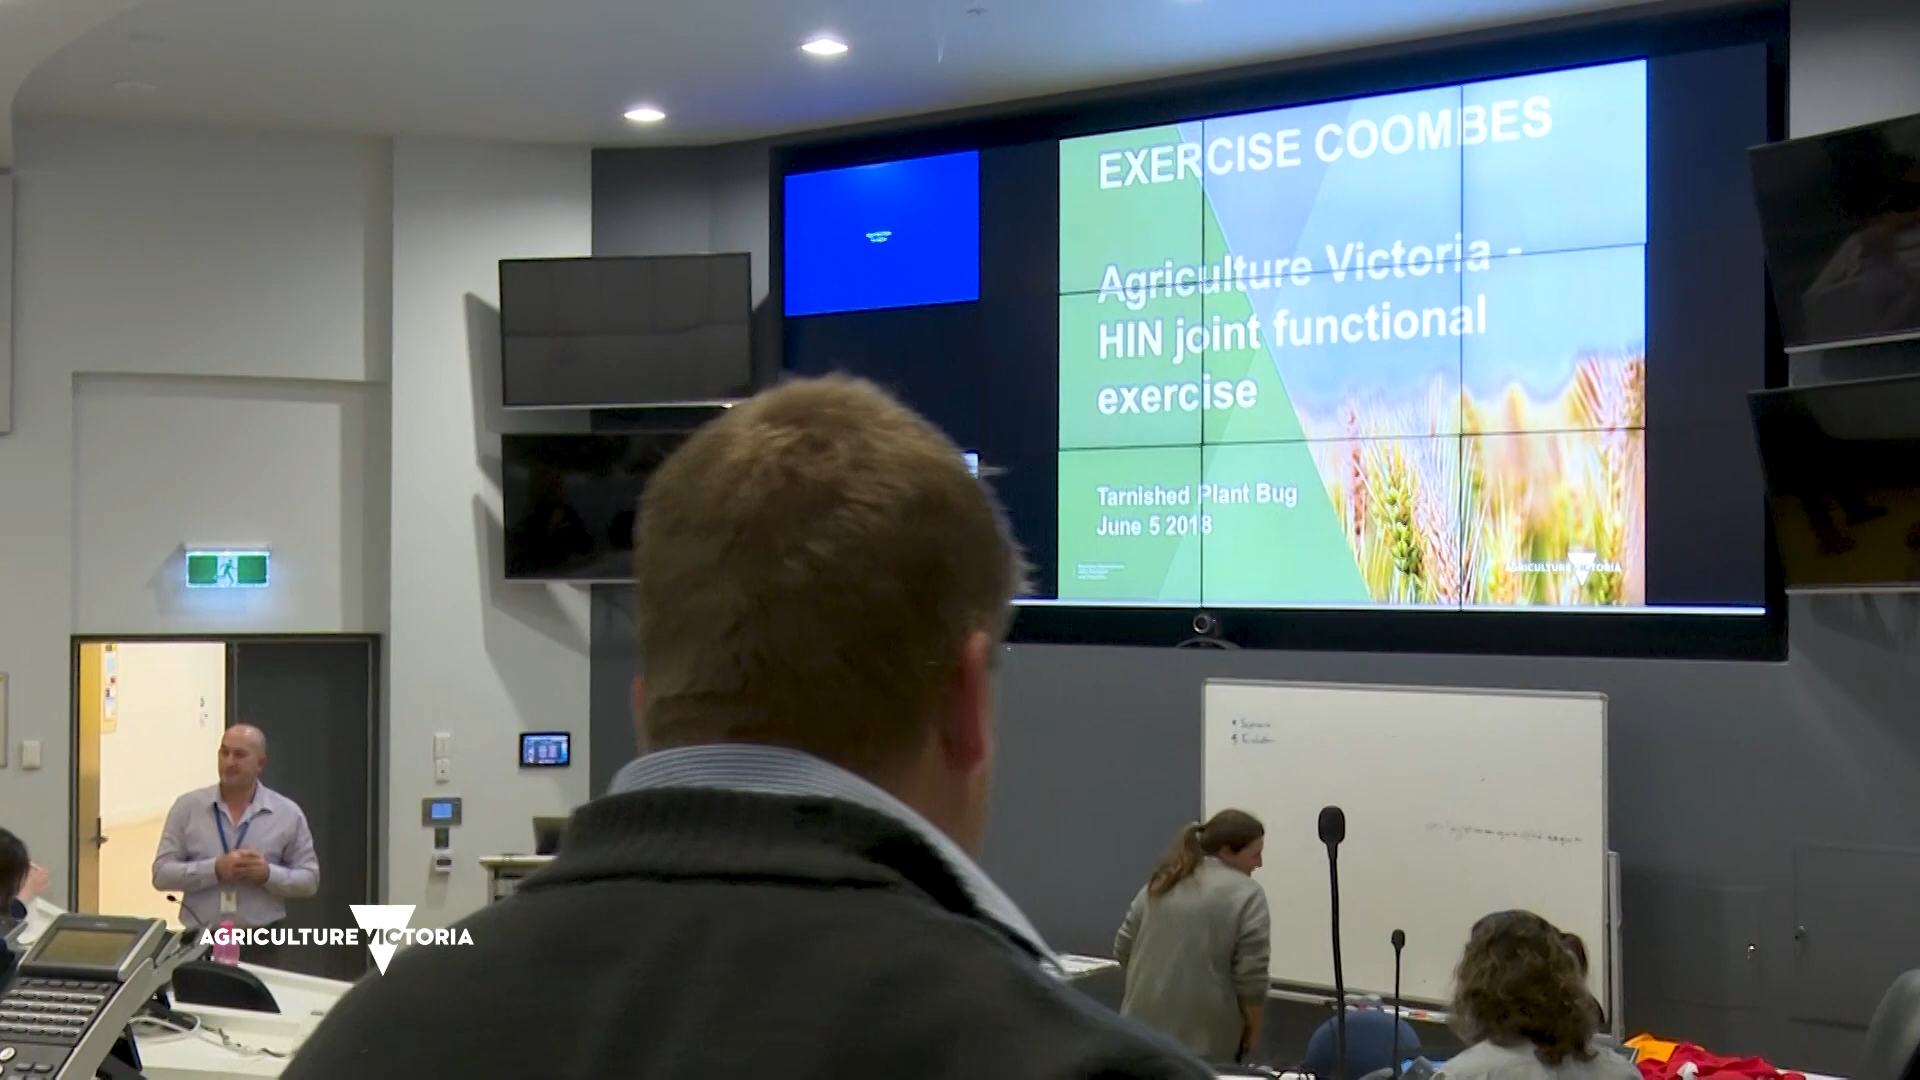 EXERCISE COOMBES
Agriculture Victoria -
HIN joint functional
exercise
Tarnished Plant Bug
June 5 2018
AGRICULTURE VICTORIA
AGRICULTURE VICTORIA